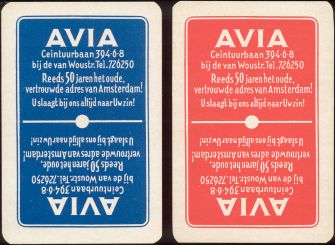 AVIA
Ceintuurbaan 394-6-8
bij de van Woustr. Tel. 726250
Reeds 50 jaren het oude,
vertrouwde adres van Amsterdam!
U slaagt bij ons altijd naar Uw zin!
U slaagt bij ons altijd naar Uw zin!
vertrouwde adres van Amsterdam!
Reeds 50 jaren het oude,
bij de van Woustr. Tel. 726250
Ceintuurbaan 394-6-8
AVIA
AVIA
Ceintuurbaan 394-6-8
bij de van Woustr. Tel. 726250
Reeds 50 jaren het oude,
vertrouwde adres van Amsterdam!
U slaagt bij ons altijd naar Uw zin!
U slaagt bij ons altijd naar Uw zin!
vertrouwde adres van Amsterdam!
Reeds 50 jaren het oude,
bij de van Woustr. Tel. 726250
Ceintuurbaan 394-6-8
AVIA